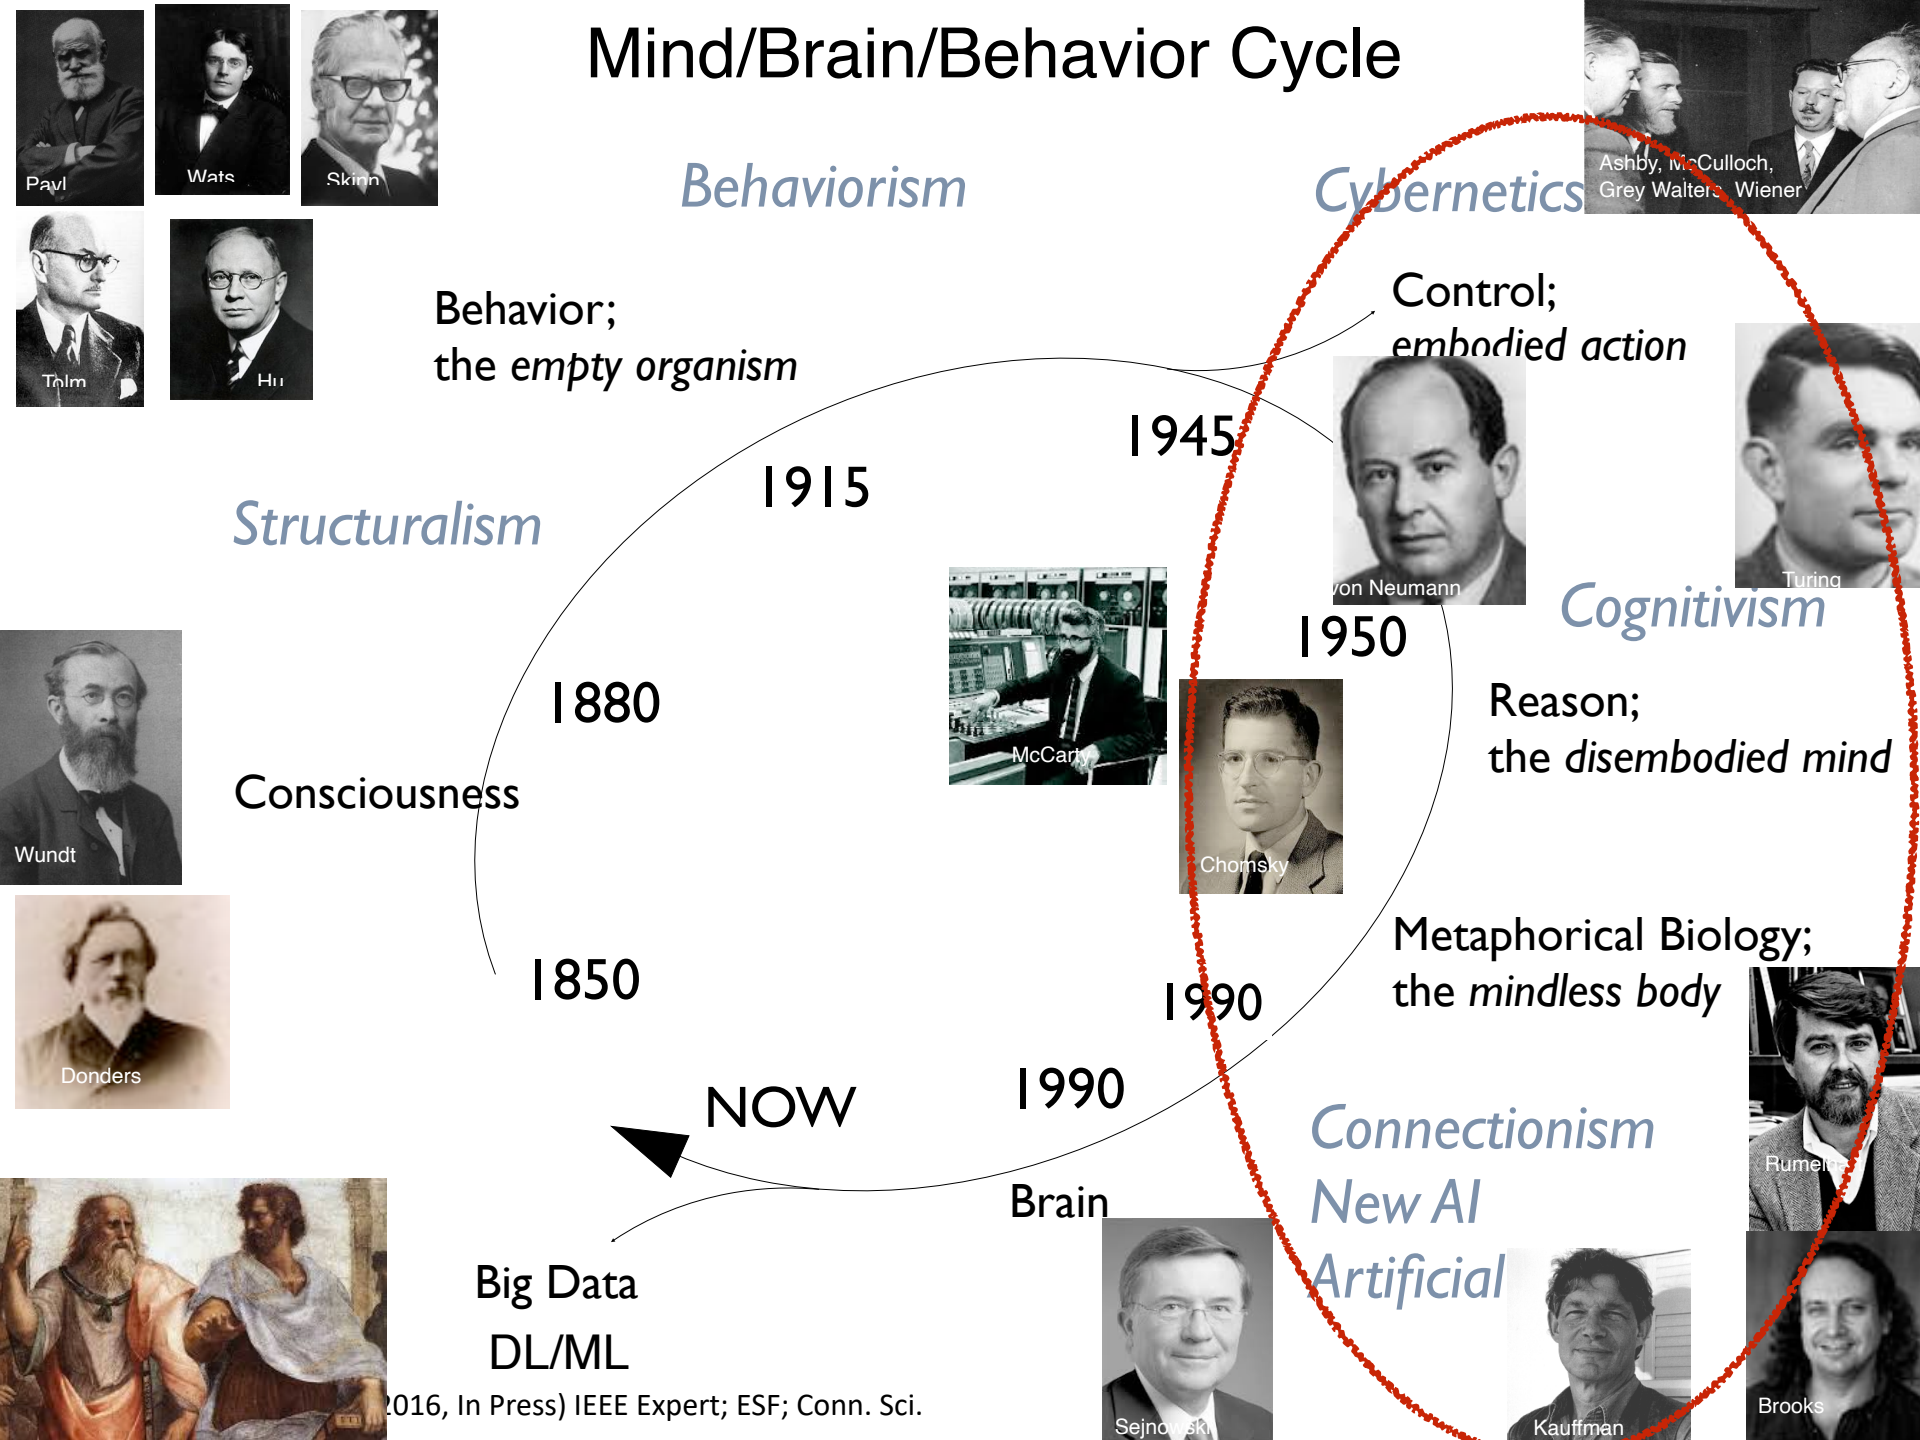 Mind/Brain/Behavior Cycle
Pavl
Wats
Skinn
Tolm
Hu
Behaviorism
Cybernetics
Ashby, McCulloch,
Grey Walters, Wiener
Behavior;
the empty organism
Control;
embodied action
1945
1915
Structuralism
von Neumann
Turing
Cognitivism
1950
1880
McCarty
Reason;
the disembodied mind
Consciousness
Wundt
Chomsky
Metaphorical Biology;
the mindless body
1850
1990
Donders
1990
NOW
Connectionism
New AI
Artificial
Rumel
Brain
Big Data
DL/ML
2016, In Press) IEEE Expert; ESF; Conn. Sci.
Sejnowski
Kauffman
Brooks